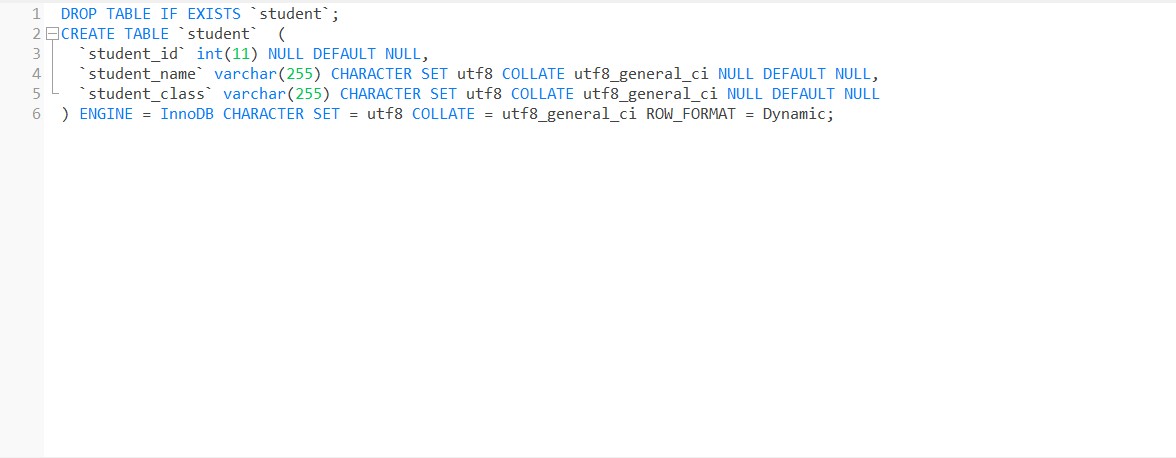 1 DROP TABLE IF EXISTS `student`;
2 CREATE TABLE `student`  (
3   `student_id` int(11) NULL DEFAULT NULL,
4   `student_name` varchar(255) CHARACTER SET utf8 COLLATE utf8_general_ci NULL DEFAULT NULL,
5   `student_class` varchar(255) CHARACTER SET utf8 COLLATE utf8_general_ci NULL DEFAULT NULL
6 ) ENGINE = InnoDB CHARACTER SET = utf8 COLLATE = utf8_general_ci ROW_FORMAT = Dynamic;